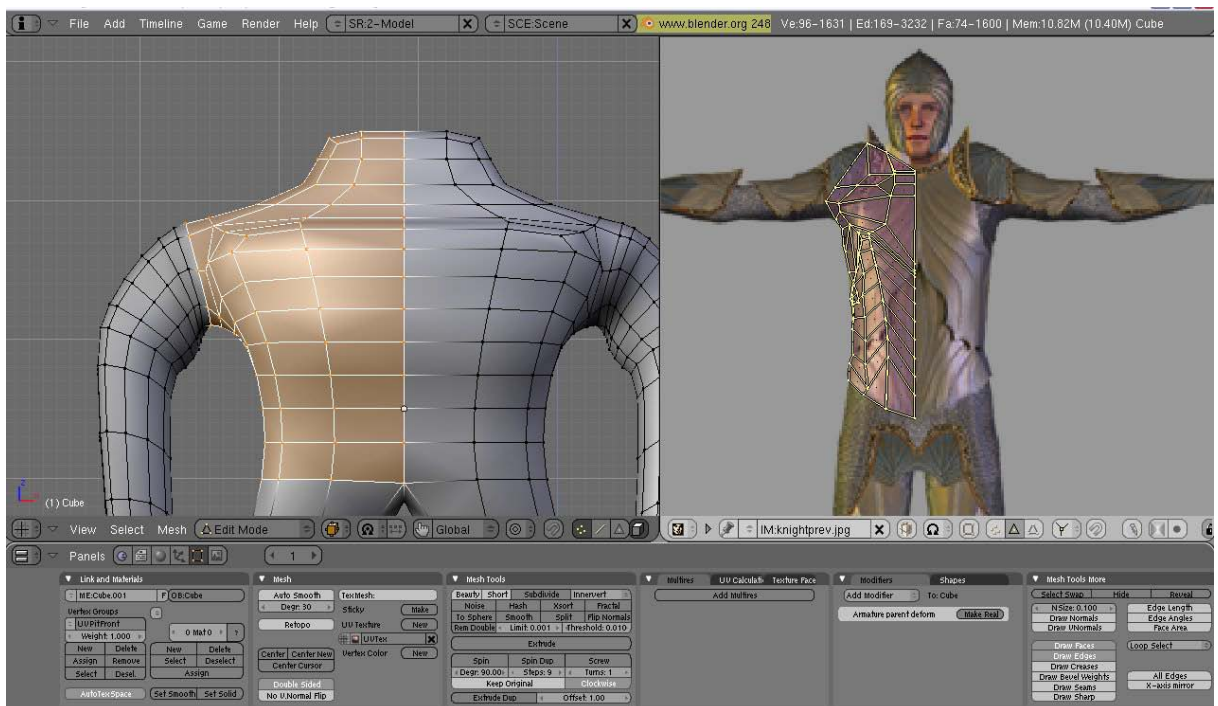 File Add Timeline Game Render Help SR:2-Model X SCE:Scene X www.blender.org 248 Ve:96-1631 | Ed:169-3232 | Fa:74-1600 | Mem:10.82M (10.40M) Cube
z
(1) Cube
View Select Mesh Edit Mode Global
IM:knightprev.jpg X
Panels 1
Link and Materials
ME:Cube.001 F OB:Cube
Vertex Groups
UVPitFront
Weight: 1.000
0 Mat 0 ?
New Delete New Delete
Assign Remove Select Deselect
Select Desel. Assign
AutoTexSpace Set Smooth Set Solid
Mesh
Auto Smooth TexMesh:
Degr: 30 Sticky Make
Retopo UV Texture New
UVTex X
Center Center New Vertex Color New
Center Cursor
Double Sided
No V.Normal Flip
Mesh Tools
Beauty Short Subdivide Innervert
Noise Hash Xsort Fractal
To Sphere Smooth Split Flip Normals
Rem Double Limit: 0.001 Threshold: 0.010
Extrude
Spin Spin Dup Screw
Degr: 90.00 Steps: 9 Turns: 1
Keep Original Clockwise
Extrude Dup Offset: 1.00
Multires UV Calculati Texture Face
Add Multires
Modifiers Shapes
Add Modifier To: Cube
Armature parent deform Make Real
Mesh Tools More
Select Swap Hide Reveal
NSize: 0.100 Edge Length
Draw Normals Edge Angles
Draw VNormals Face Area
Draw Faces Loop Select
Draw Edges
Draw Creases
Draw Bevel Weights All Edges
Draw Seams X-axis mirror
Draw Sharp